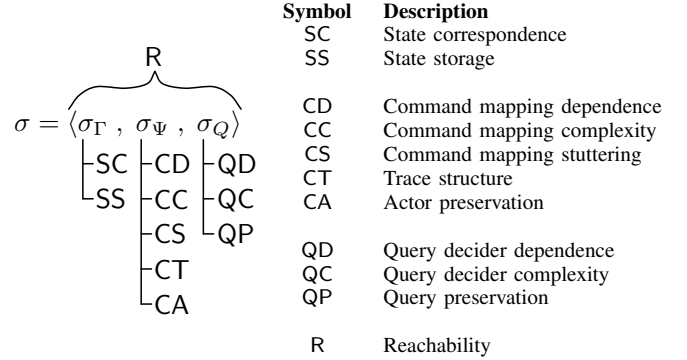 R
σ = ⟨σ_Γ , σ_Ψ , σ_Q⟩
SC CD QD
SS CC QC
CS QP
CT
CA
Symbol Description
SC State correspondence
SS State storage
CD Command mapping dependence
CC Command mapping complexity
CS Command mapping stuttering
CT Trace structure
CA Actor preservation
QD Query decider dependence
QC Query decider complexity
QP Query preservation
R Reachability